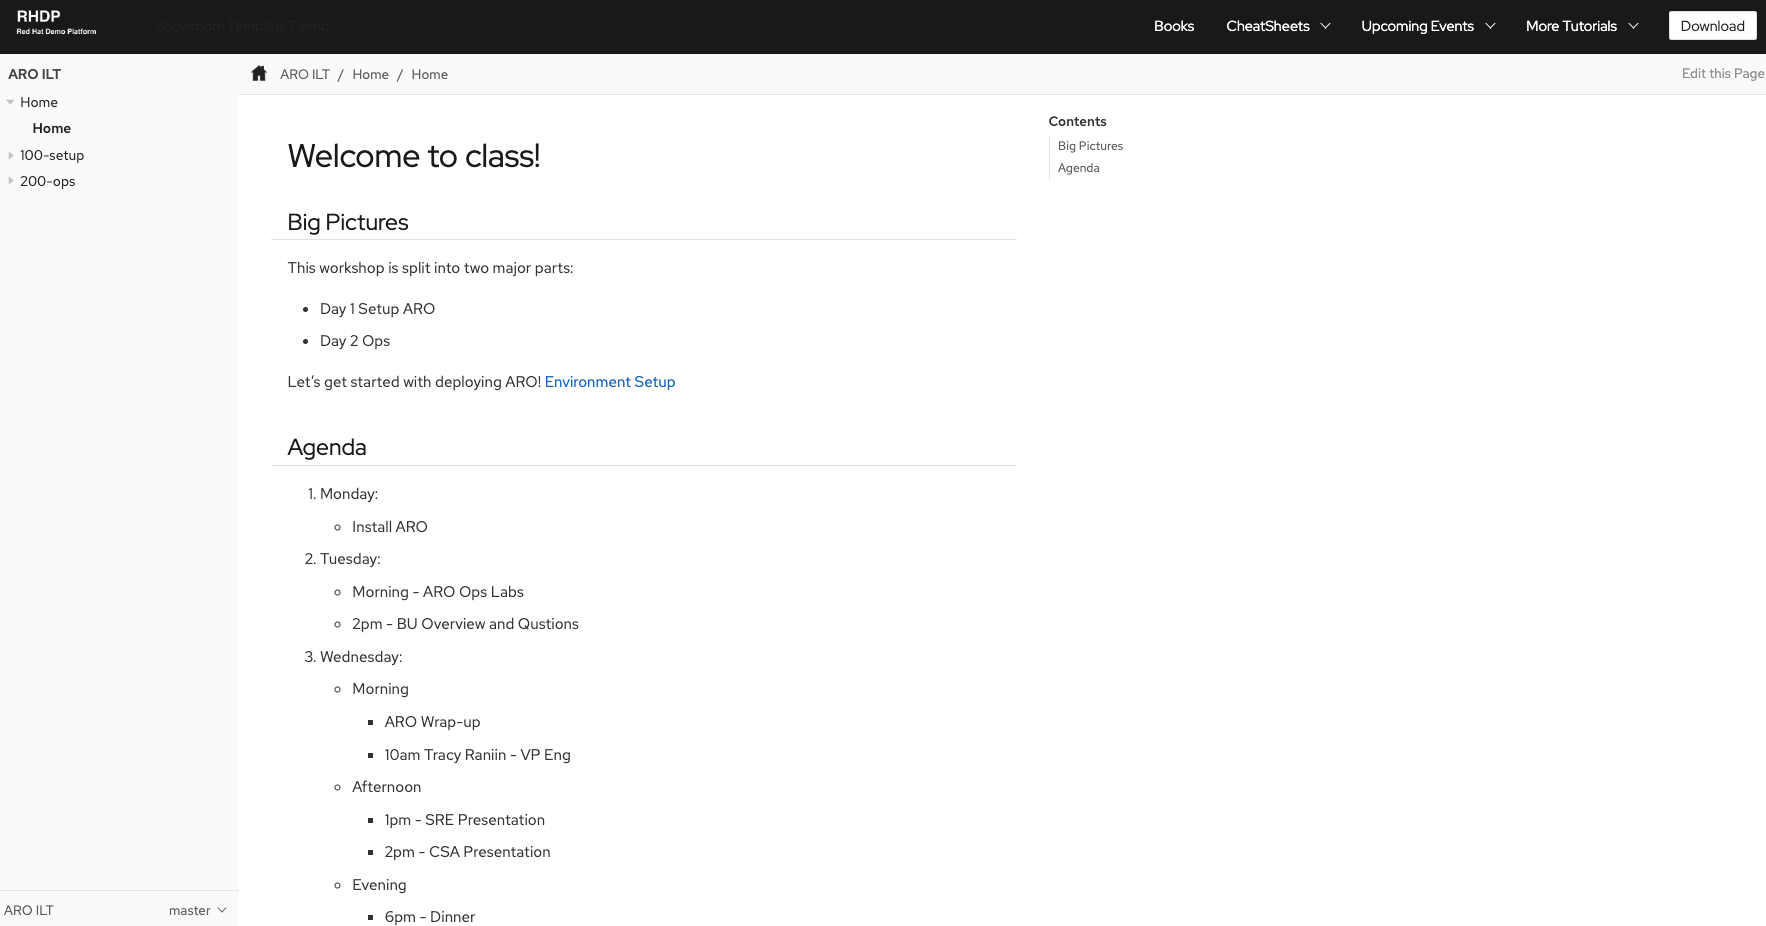 RHDP
Red Hat Demo Platform
Showroom Template Demo
Books
CheatSheets
Upcoming Events
More Tutorials
Download
ARO ILT
Home
Home
100-setup
200-ops
ARO ILT / Home / Home
Edit this Page
Welcome to class!
Big Pictures
This workshop is split into two major parts:
• Day 1 Setup ARO
• Day 2 Ops
Let’s get started with deploying ARO! Environment Setup
Agenda
1. Monday:
◦ Install ARO
2. Tuesday:
◦ Morning - ARO Ops Labs
◦ 2pm - BU Overview and Qustions
3. Wednesday:
◦ Morning
▪ ARO Wrap-up
▪ 10am Tracy Raniin - VP Eng
◦ Afternoon
▪ 1pm - SRE Presentation
▪ 2pm - CSA Presentation
◦ Evening
▪ 6pm - Dinner
Contents
Big Pictures
Agenda
ARO ILT
master